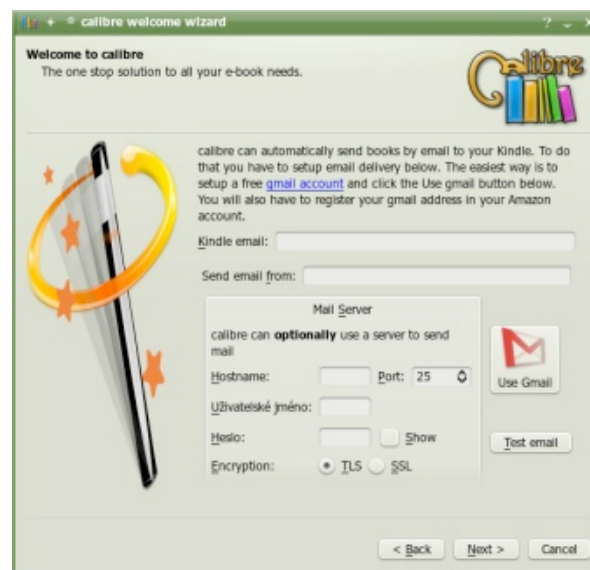 calibre welcome wizard
Welcome to calibre
The one stop solution to all your e-book needs.
Calibre
calibre can automatically send books by email to your Kindle. To do
that you have to setup email delivery below. The easiest way is to
setup a free gmail account and click the Use gmail button below.
You will also have to register your gmail address in your Amazon
account.
Kindle email:
Send email from:
Mail Server
calibre can optionally use a server to send
mail
Hostname: Port: 25
Use Gmail
Uživatelské jméno:
Heslo: Show
Test email
Encryption: TLS SSL
< Back Next > Cancel